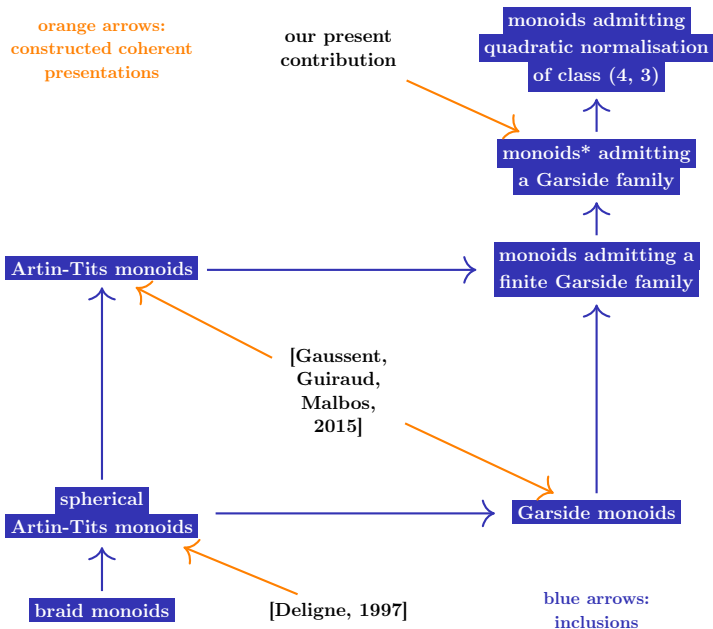 orange arrows:
constructed coherent
presentations
our present
contribution
monoids admitting
quadratic normalisation
of class (4, 3)
monoids* admitting
a Garside family
Artin-Tits monoids
monoids admitting a
finite Garside family
[Gaussent,
Guiraud,
Malbos,
2015]
spherical
Artin-Tits monoids
Garside monoids
braid monoids
[Deligne, 1997]
blue arrows:
inclusions